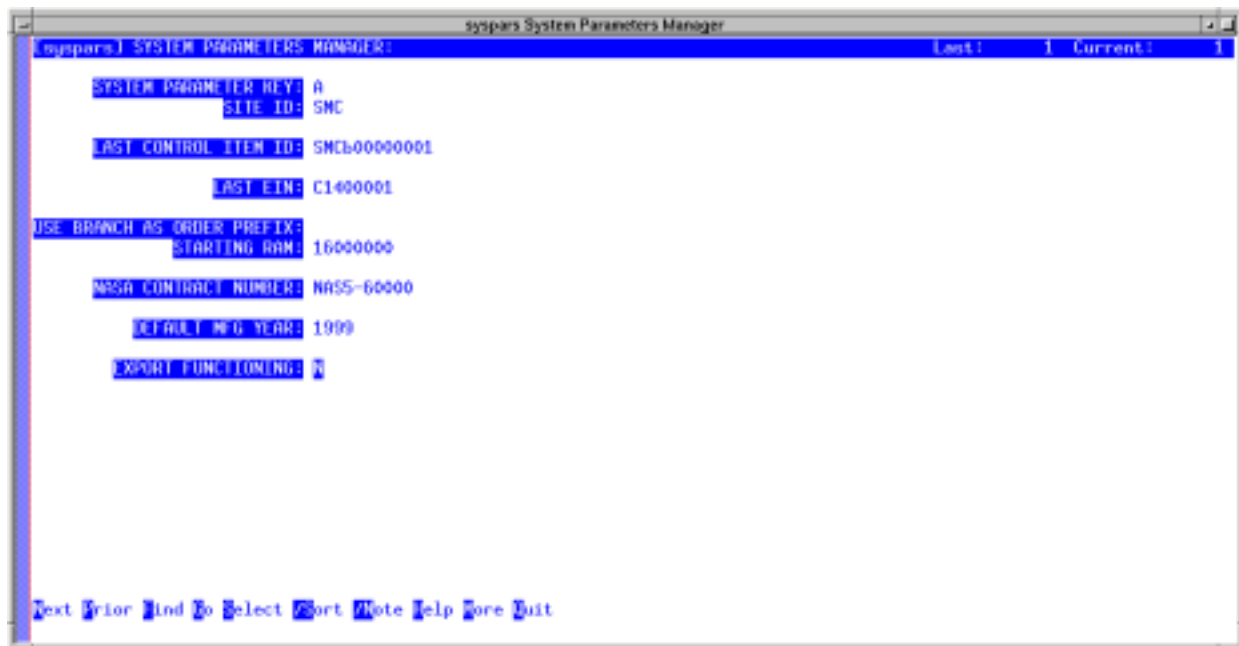 syspars System Parameters Manager
[syspars] SYSTEM PARAMETERS MANAGER: Last: 1 Current: 1
SYSTEM PARAMETER KEY: A
SITE ID: SMC
LAST CONTROL ITEM ID: SMCb00000001
LAST EIN: C1400001
USE BRANCH AS ORDER PREFIX:
STARTING RAN: 16000000
NASA CONTRACT NUMBER: NAS5-60000
DEFAULT MFG YEAR: 1999
EXPORT FUNCTIONING: N
Next Prior Find Go Select /Sort /Note Help More Quit